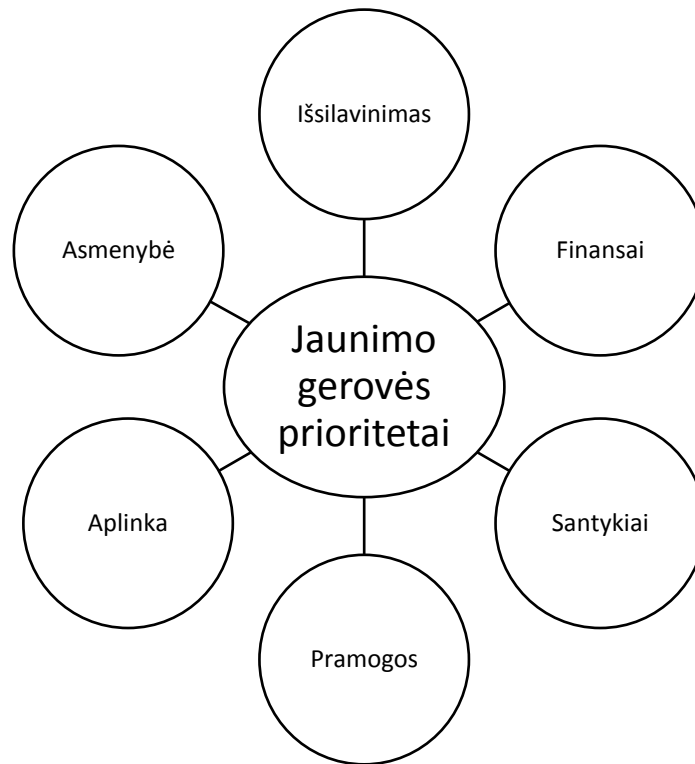 Išsilavinimas
Asmenybė
Finansai
Jaunimo
gerovės
prioritetai
Aplinka
Santykiai
Pramogos